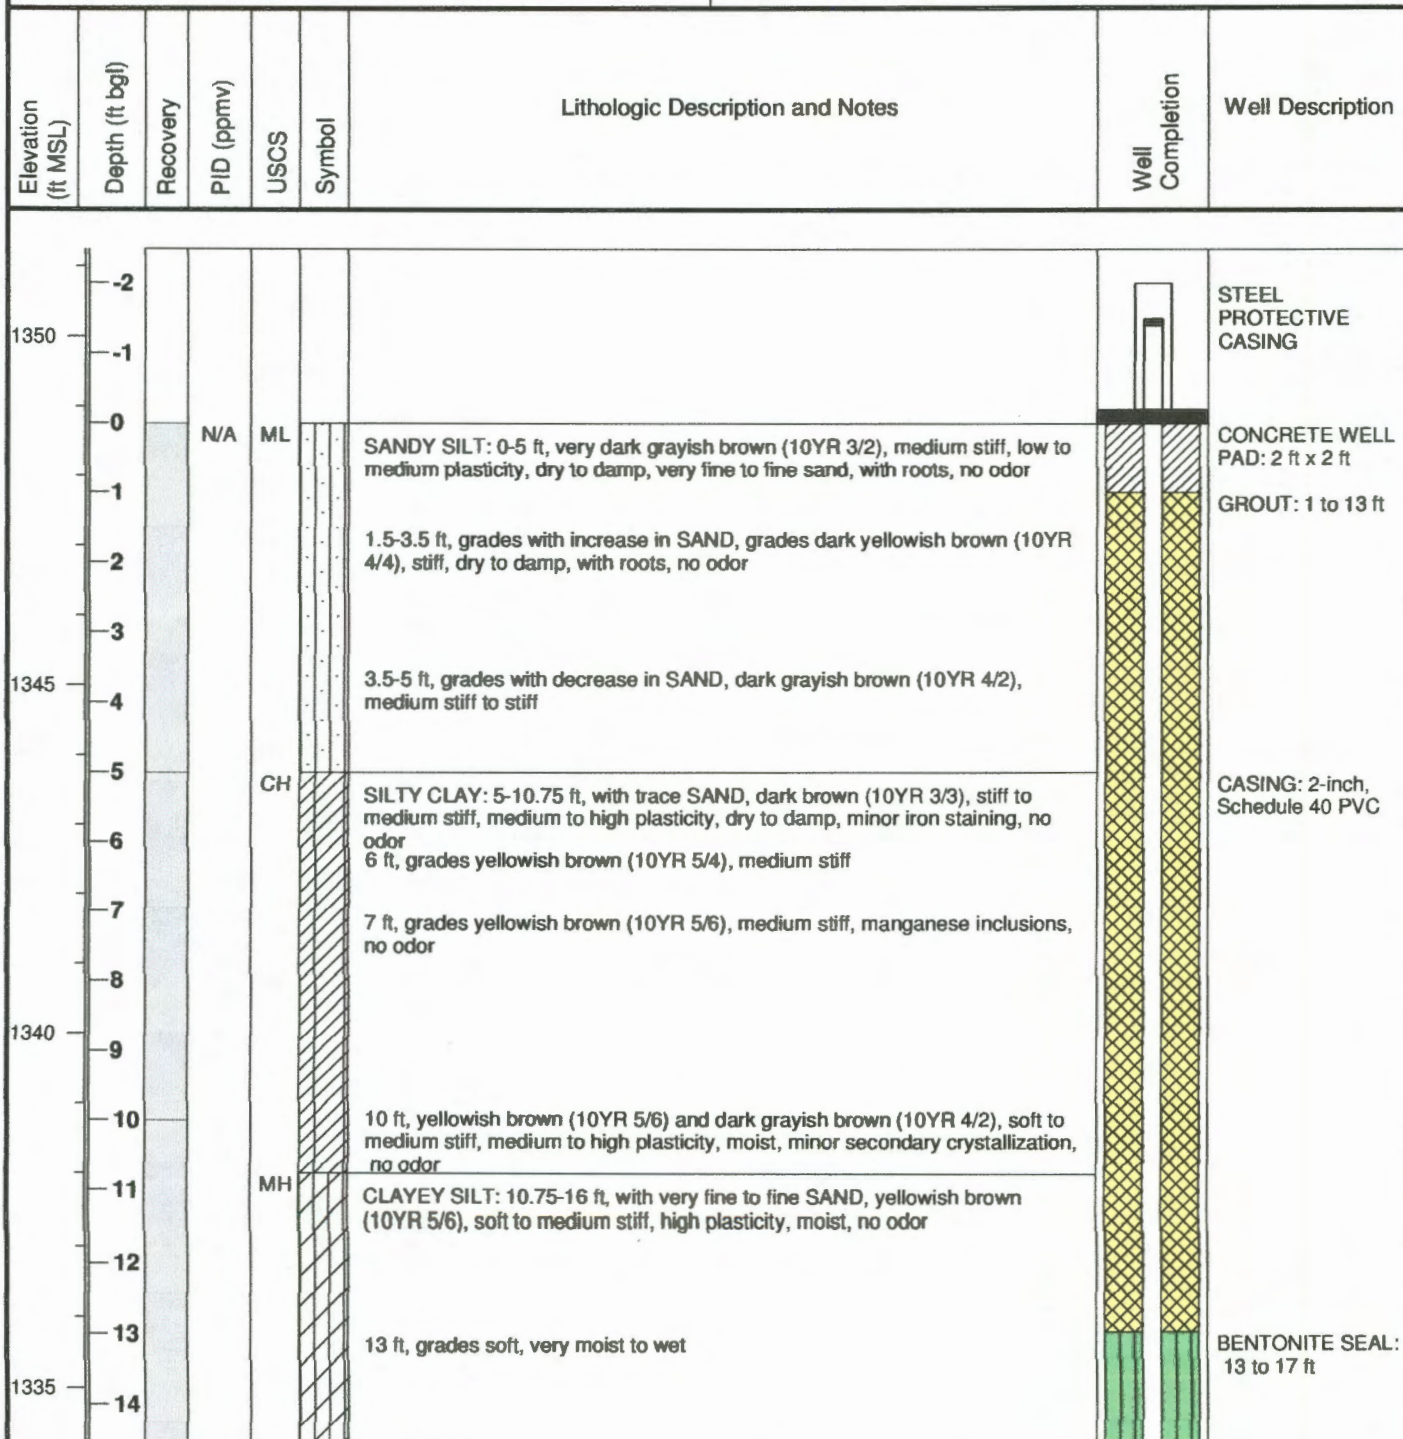 Elevation
(ft MSL)
Depth (ft bgl)
Recovery
PID (ppmv)
USCS
Symbol
Lithologic Description and Notes
Well
Completion
Well Description
-2
STEEL
PROTECTIVE
CASING
1350
-1
0
N/A
ML
SANDY SILT: 0-5 ft, very dark grayish brown (10YR 3/2), medium stiff, low to
medium plasticity, dry to damp, very fine to fine sand, with roots, no odor
CONCRETE WELL
PAD: 2 ft x 2 ft
1
GROUT: 1 to 13 ft
1.5-3.5 ft, grades with increase in SAND, grades dark yellowish brown (10YR
4/4), stiff, dry to damp, with roots, no odor
2
3
1345
3.5-5 ft, grades with decrease in SAND, dark grayish brown (10YR 4/2),
medium stiff to stiff
4
5
CH
SILTY CLAY: 5-10.75 ft, with trace SAND, dark brown (10YR 3/3), stiff to
medium stiff, medium to high plasticity, dry to damp, minor iron staining, no
odor
CASING: 2-inch,
Schedule 40 PVC
6
6 ft, grades yellowish brown (10YR 5/4), medium stiff
7
7 ft, grades yellowish brown (10YR 5/6), medium stiff, manganese inclusions,
no odor
8
1340
9
10
10 ft, yellowish brown (10YR 5/6) and dark grayish brown (10YR 4/2), soft to
medium stiff, medium to high plasticity, moist, minor secondary crystallization,
no odor
11
MH
CLAYEY SILT: 10.75-16 ft, with very fine to fine SAND, yellowish brown
(10YR 5/6), soft to medium stiff, high plasticity, moist, no odor
12
13
13 ft, grades soft, very moist to wet
BENTONITE SEAL:
13 to 17 ft
1335
14